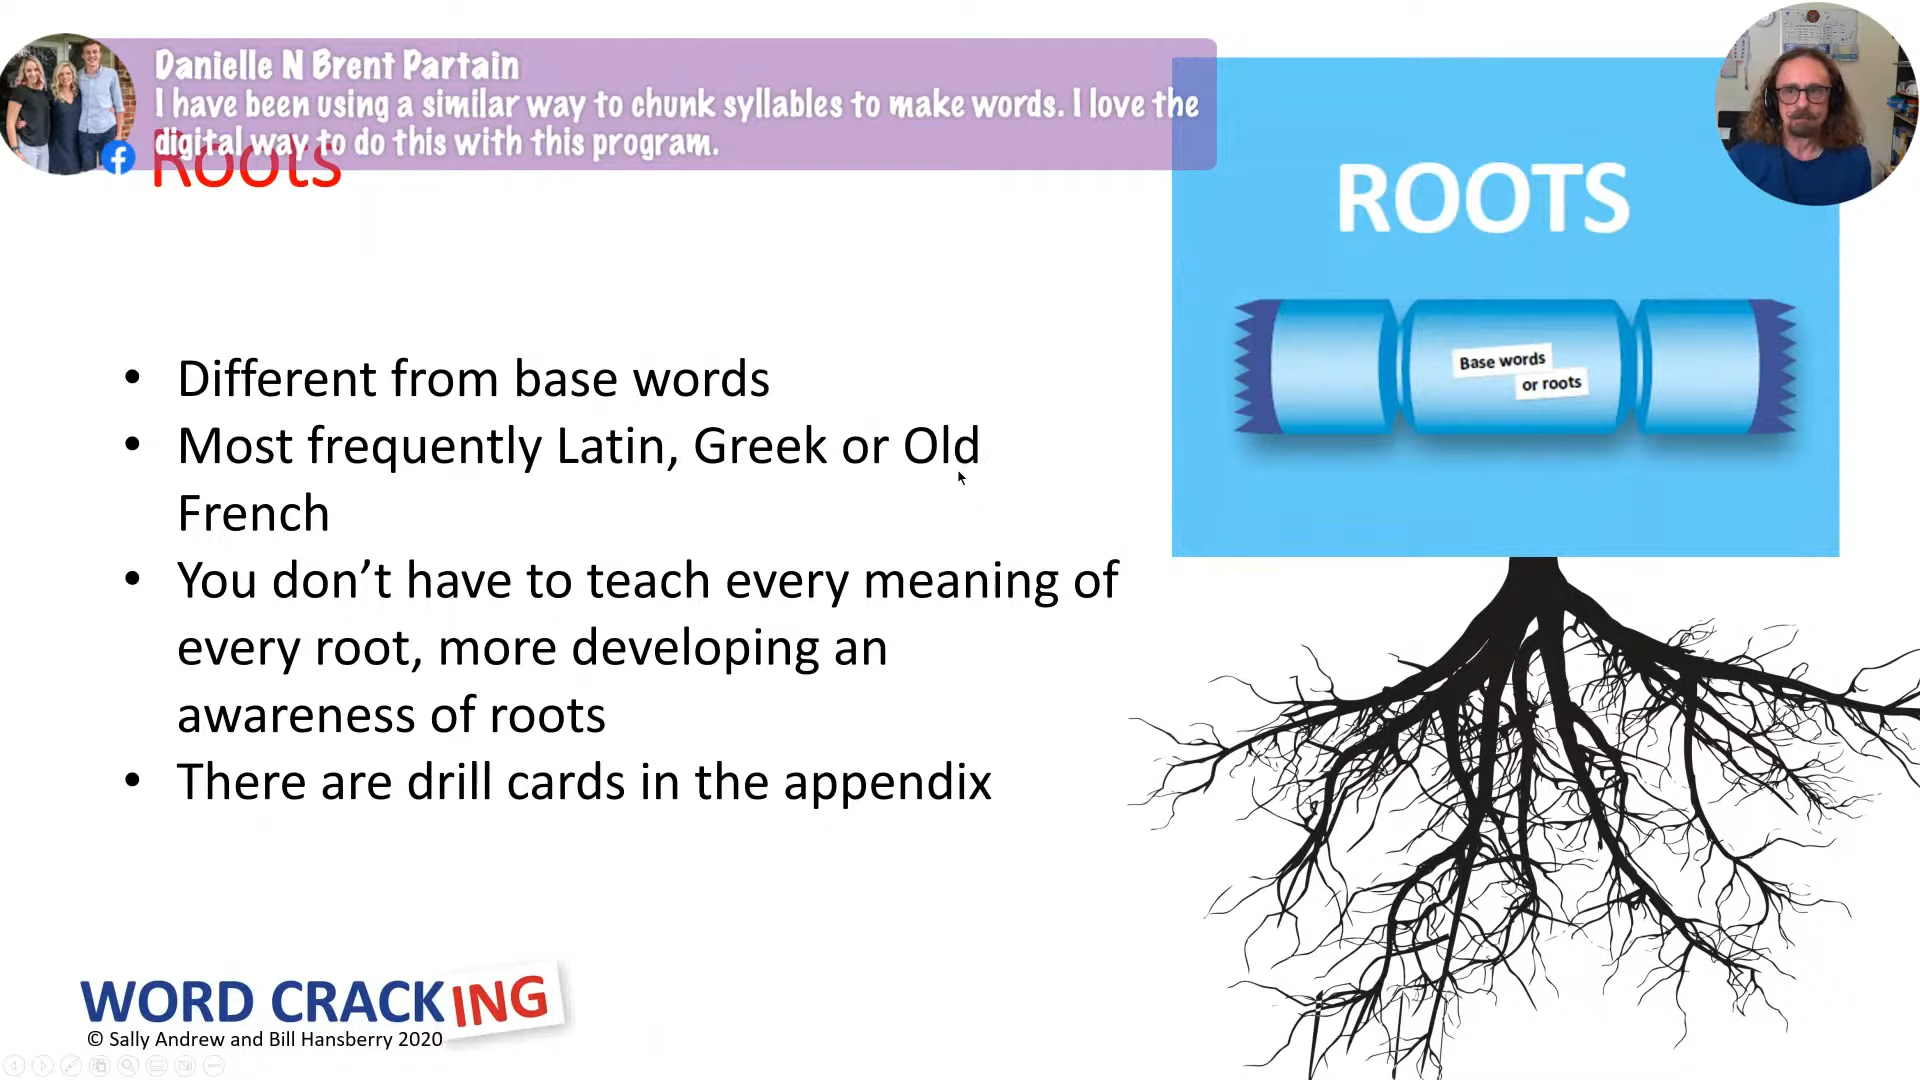 Danielle N Brent Partain
I have been using a similar way to chunk syllables to make words. I love the
digital way to do this with this program.
Roots
• Different from base words
• Most frequently Latin, Greek or Old
French
• You don’t have to teach every meaning of
every root, more developing an
awareness of roots
• There are drill cards in the appendix
ROOTS
Base words
or roots
WORD CRACKING
© Sally Andrew and Bill Hansberry 2020